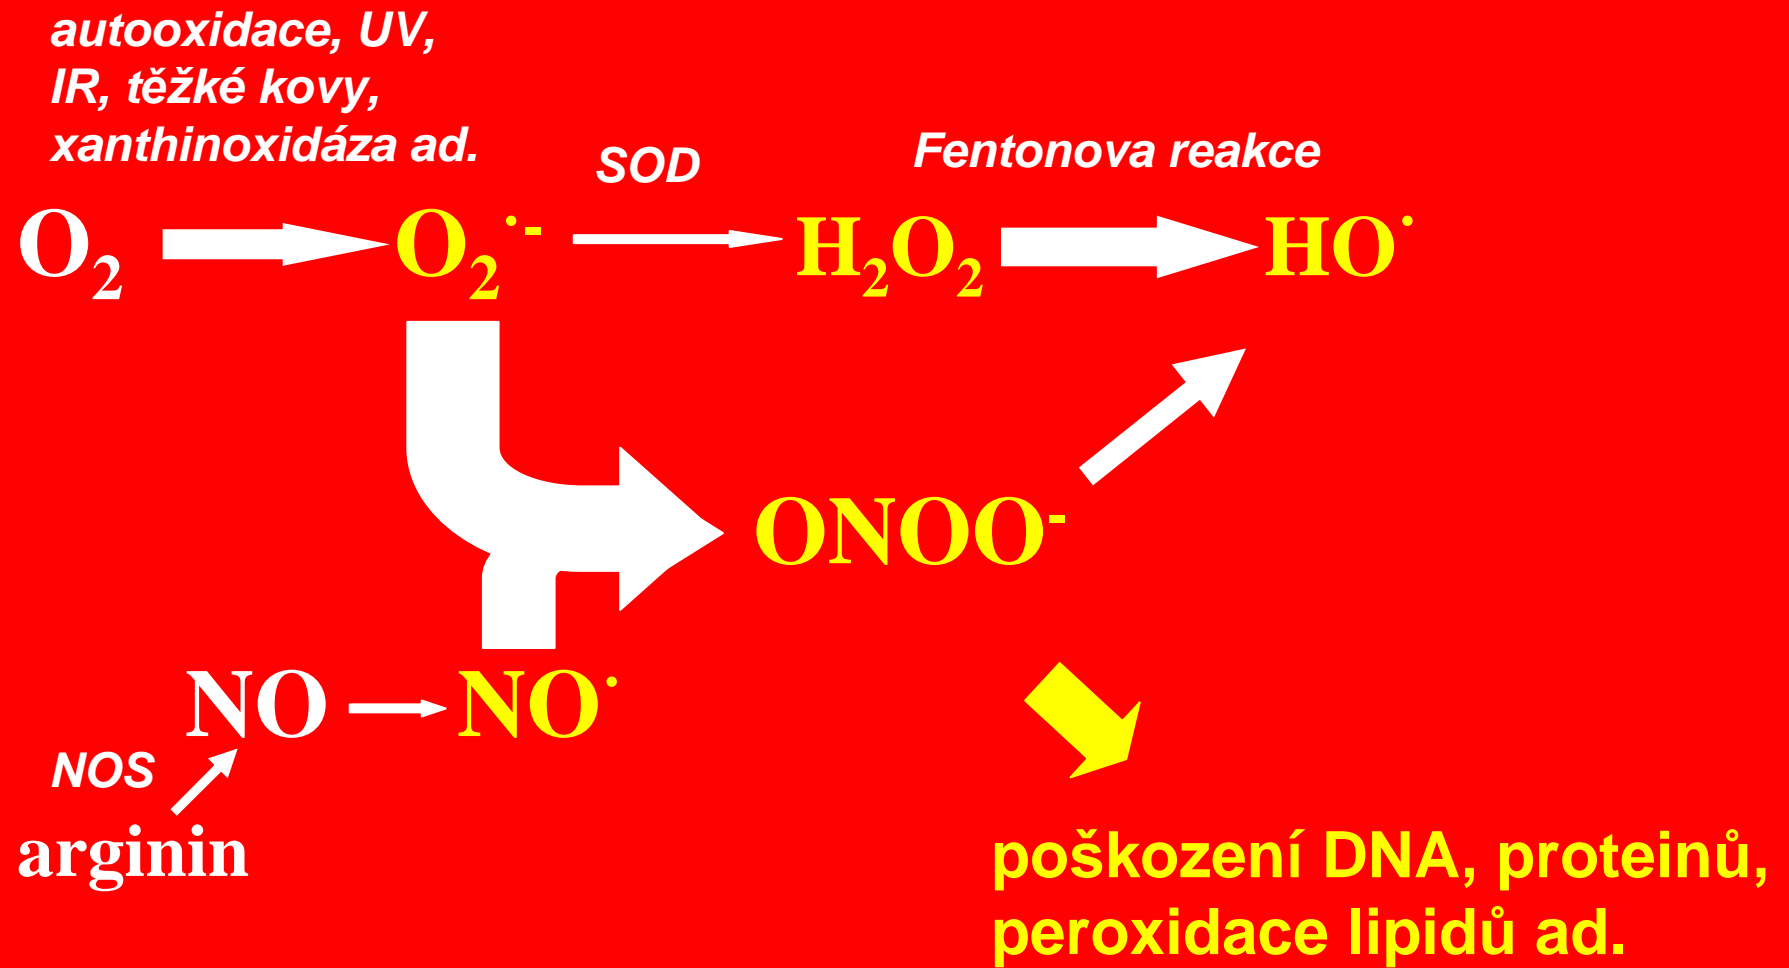 autooxidace, UV,
IR, těžké kovy,
xanthinoxidáza ad.
SOD
Fentonova reakce
O₂ O₂˙⁻ H₂O₂ HO˙
ONOO⁻
NO NO˙
NOS
arginin
poškození DNA, proteinů,
peroxidace lipidů ad.